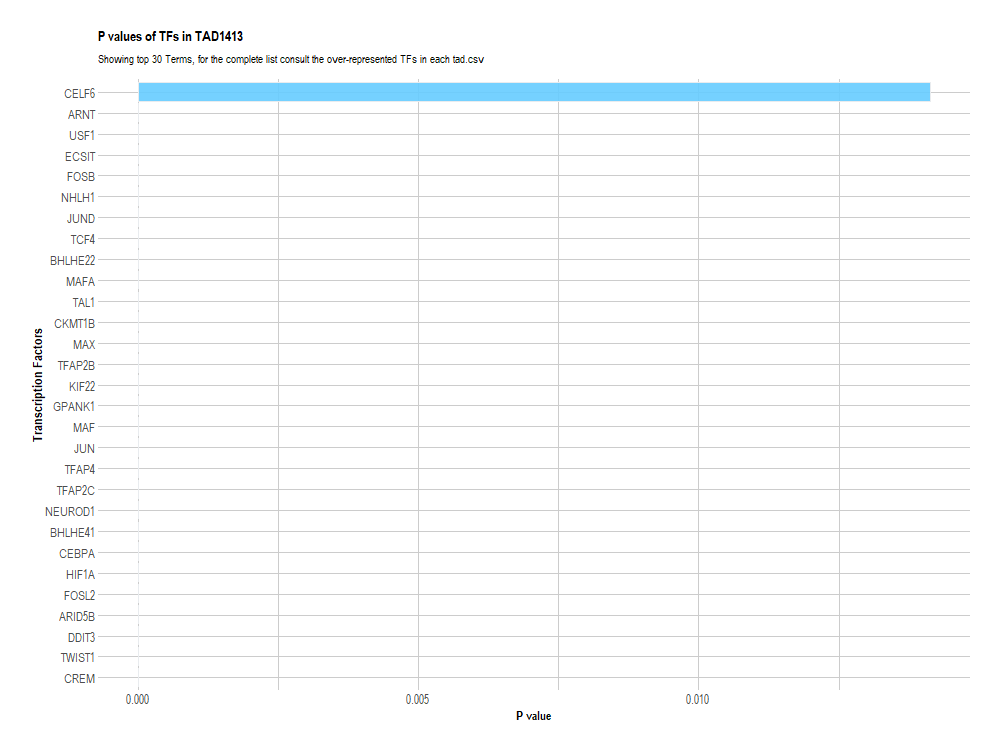 P values of TFs in TAD1413
Showing top 30 Terms, for the complete list consult the over-represented TFs in each tad.csv
CELF6
ARNT
USF1
ECSIT
FOSB
NHLH1
JUND
TCF4
BHLHE22
MAFA
TAL1
CKMT1B
MAX
TFAP2B
KIF22
GPANK1
MAF
JUN
TFAP4
TFAP2C
NEUROD1
BHLHE41
CEBPA
HIF1A
FOSL2
ARID5B
DDIT3
TWIST1
CREM
Transcription Factors
0.000 0.005 0.010
P value